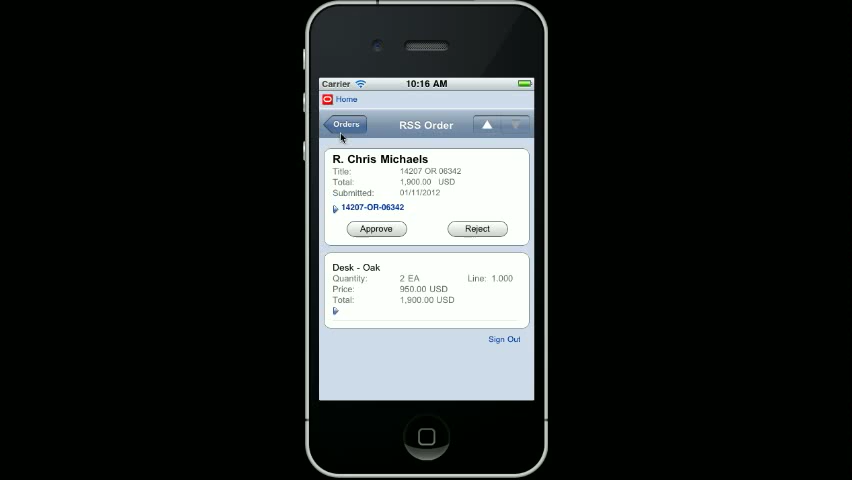 Carrier 10:16 AM
Home
Orders RSS Order
R. Chris Michaels
Title: 14207 OR 06342
Total: 1,900.00 USD
Submitted: 01/11/2012
14207-OR-06342
Approve Reject
Desk - Oak
Quantity: 2 EA Line: 1.000
Price: 950.00 USD
Total: 1,900.00 USD
Sign Out